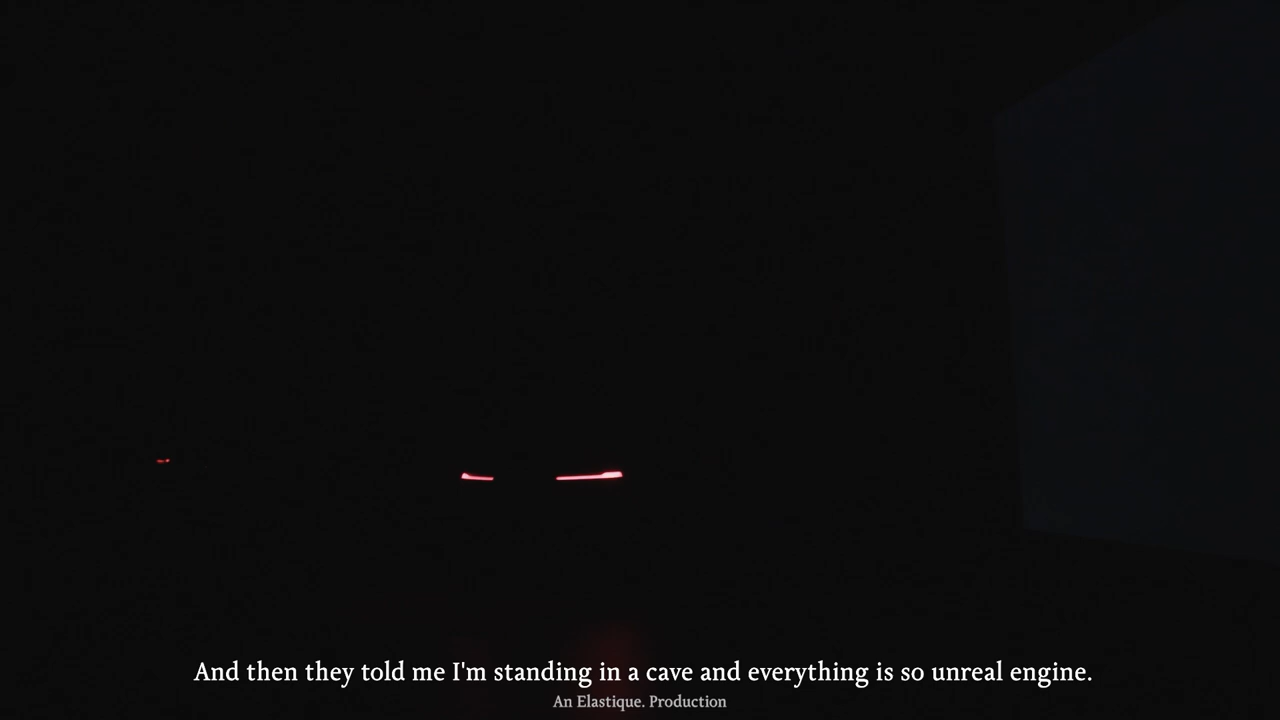 And then they told me I'm standing in a cave and everything is so unreal engine.
An Elastique. Production